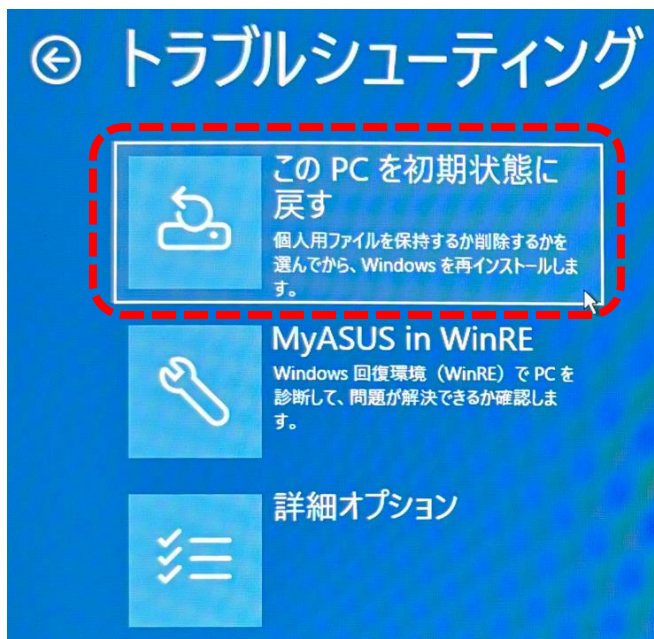 トラブルシューティング
この PC を初期状態に
戻す
個人用ファイルを保持するか削除するかを
選んでから、Windows を再インストールしま
す。
MyASUS in WinRE
Windows 回復環境（WinRE）で PC を
診断して、問題が解決できるか確認しま
す。
詳細オプション